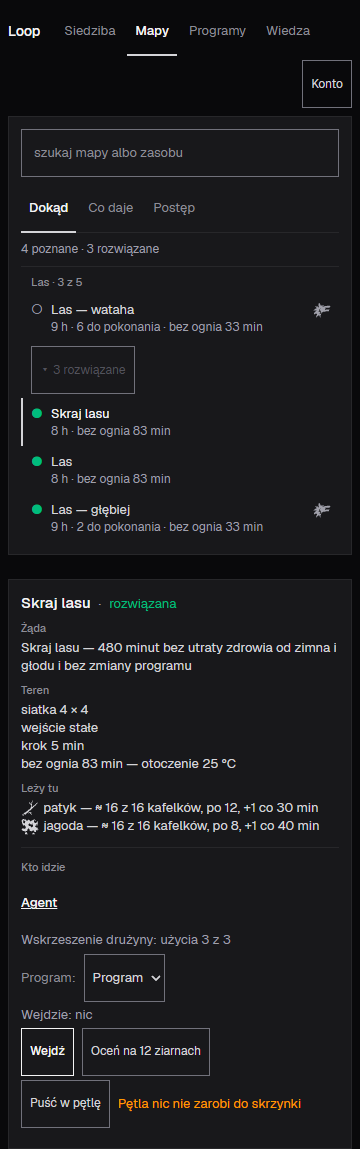 Loop Siedziba Mapy Programy Wiedza
Konto
szukaj mapy albo zasobu
Dokąd Co daje Postęp
4 poznane · 3 rozwiązane
Las · 3 z 5
Las — wataha
9 h · 6 do pokonania · bez ognia 33 min
3 rozwiązane
Skraj lasu
8 h · bez ognia 83 min
Las
8 h · bez ognia 83 min
Las — głębiej
9 h · 2 do pokonania · bez ognia 33 min
Skraj lasu · rozwiązana
Żąda
Skraj lasu — 480 minut bez utraty zdrowia od zimna i
głodu i bez zmiany programu
Teren
siatka 4 × 4
wejście stałe
krok 5 min
bez ognia 83 min — otoczenie 25 °C
Leży tu
patyk — ≈ 16 z 16 kafelków, po 12, +1 co 30 min
jagoda — ≈ 16 z 16 kafelków, po 8, +1 co 40 min
Kto idzie
Agent
Wskrzeszenie drużyny: użycia 3 z 3
Program: Program
Wejdzie: nic
Wejdź Oceń na 12 ziarnach
Puść w pętlę Pętla nic nie zarobi do skrzynki